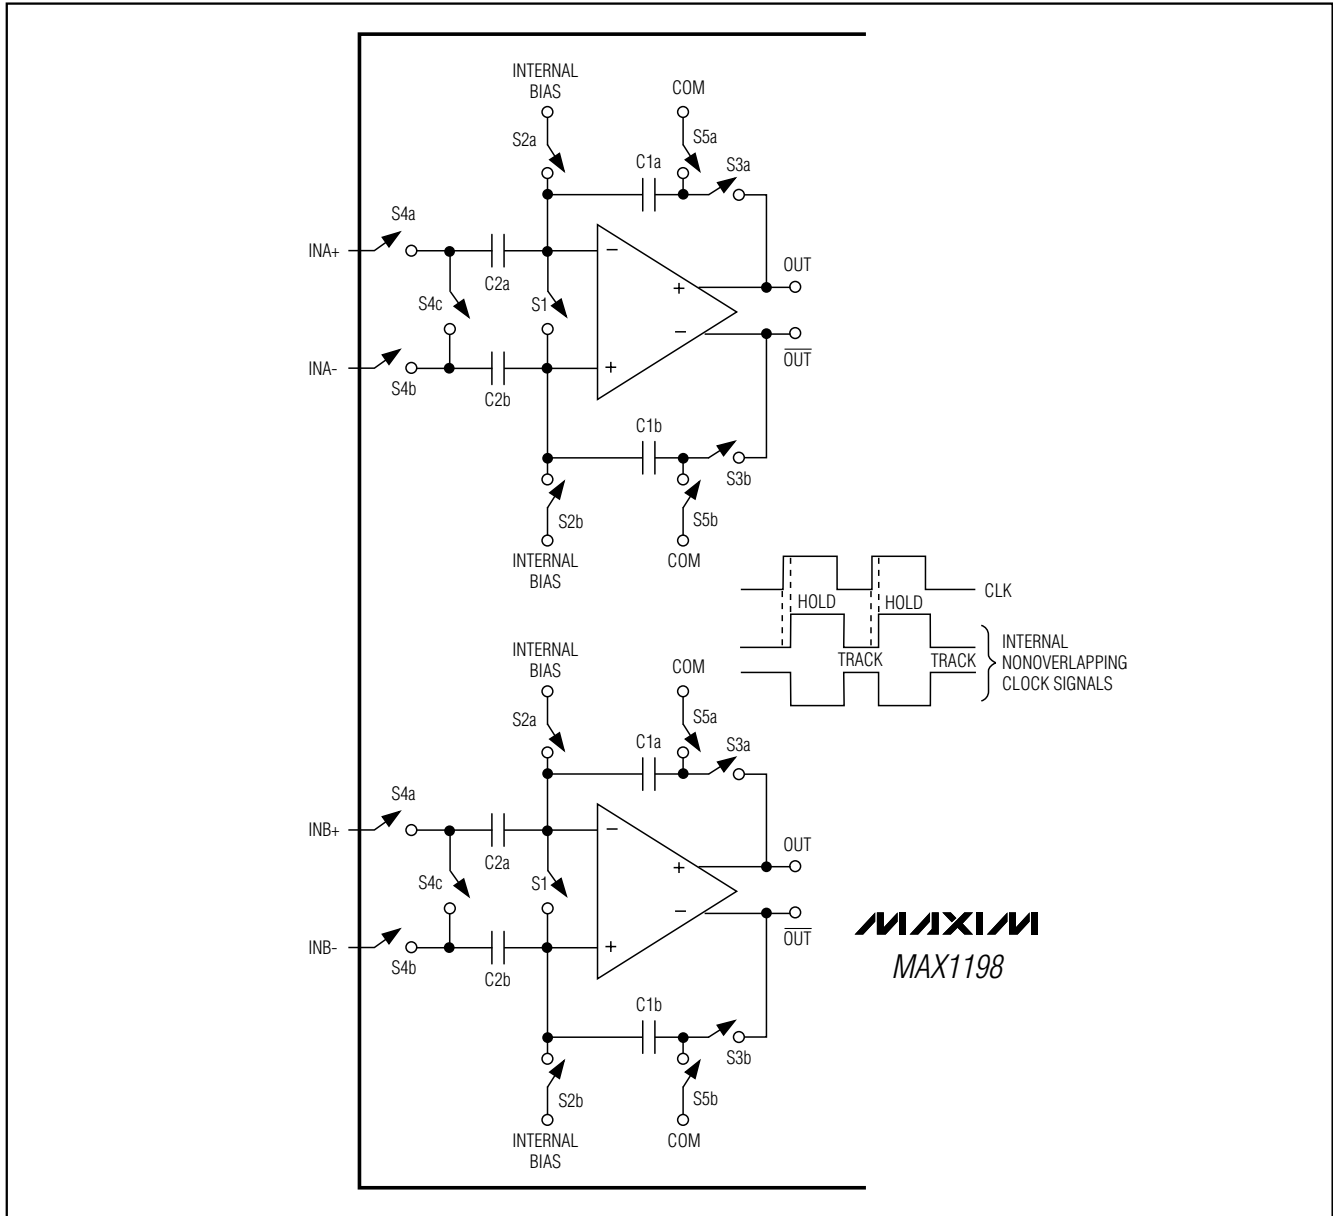 INTERNAL
BIAS
COM
S2a
S5a
C1a
S3a
S4a
INA+
−
C2a
OUT
+
S4c
S1
−
OUT
INA-
S4b
+
C2b
C1b
S3b
S2b
S5b
INTERNAL
BIAS
COM
CLK
HOLD
HOLD
TRACK
TRACK
INTERNAL
NONOVERLAPPING
CLOCK SIGNALS
INTERNAL
BIAS
COM
S2a
S5a
C1a
S3a
S4a
INB+
−
C2a
OUT
+
S4c
S1
−
OUT
INB-
S4b
+
C2b
MAXIM
MAX1198
C1b
S3b
S2b
S5b
INTERNAL
BIAS
COM